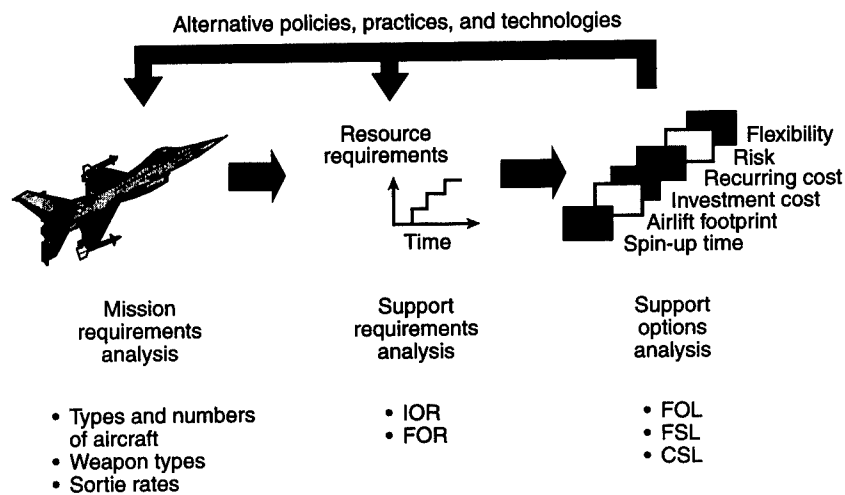 Alternative policies, practices, and technologies
Resource
requirements
Time
Flexibility
Risk
Recurring cost
Investment cost
Airlift footprint
Spin-up time
Mission
requirements
analysis
• Types and numbers
of aircraft
• Weapon types
• Sortie rates
Support
requirements
analysis
• IOR
• FOR
Support
options
analysis
• FOL
• FSL
• CSL